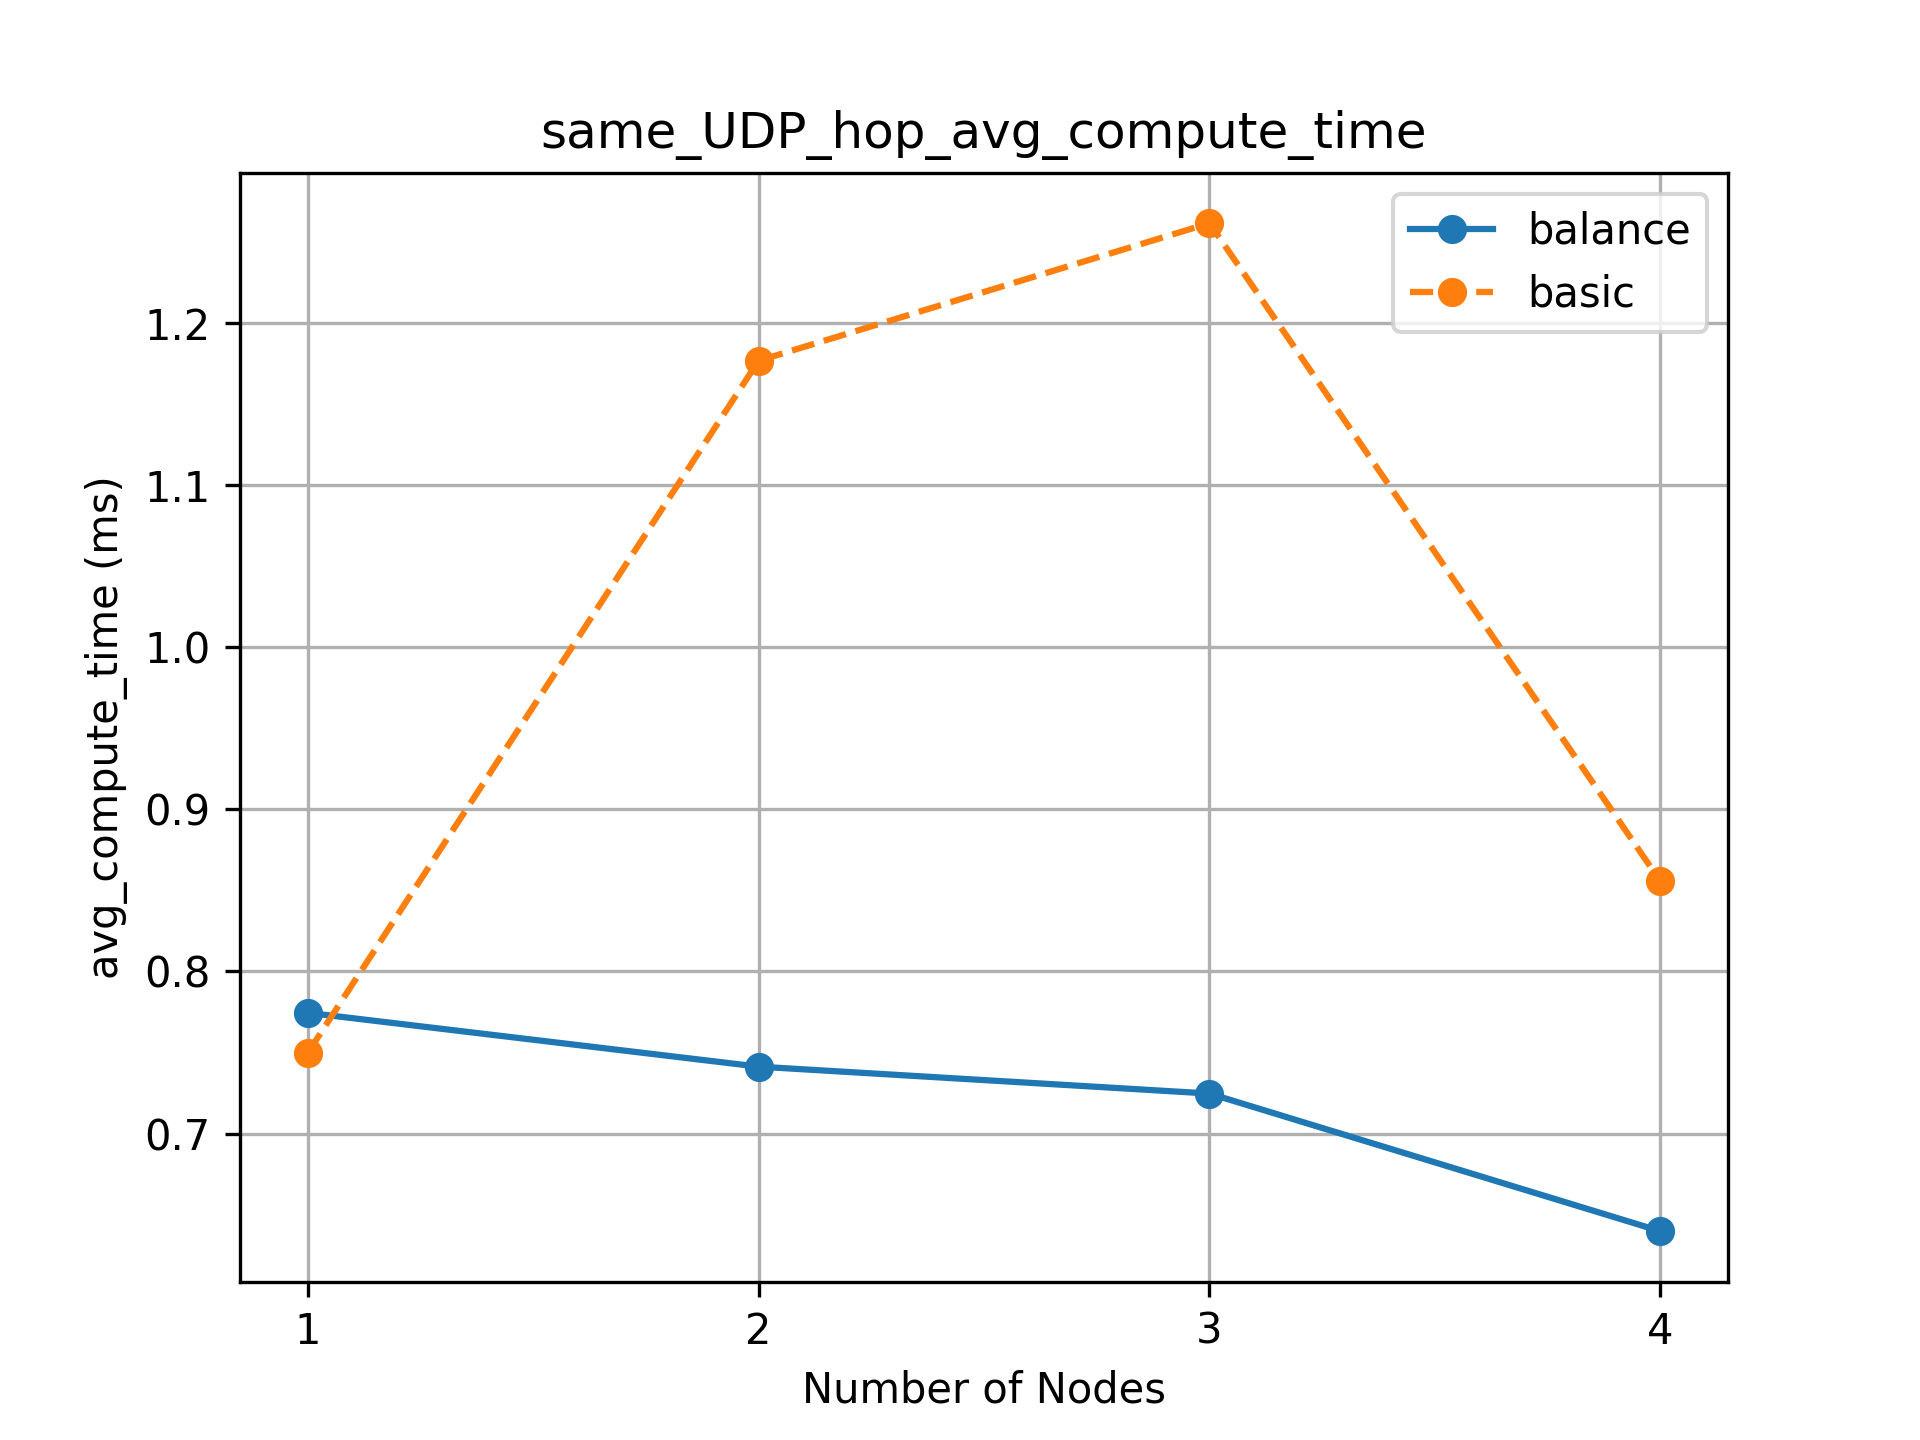 same_UDP_hop_avg_compute_time
balance
basic
avg_compute_time (ms)
1.2
1.1
1.0
0.9
0.8
0.7
1 2 3 4
Number of Nodes